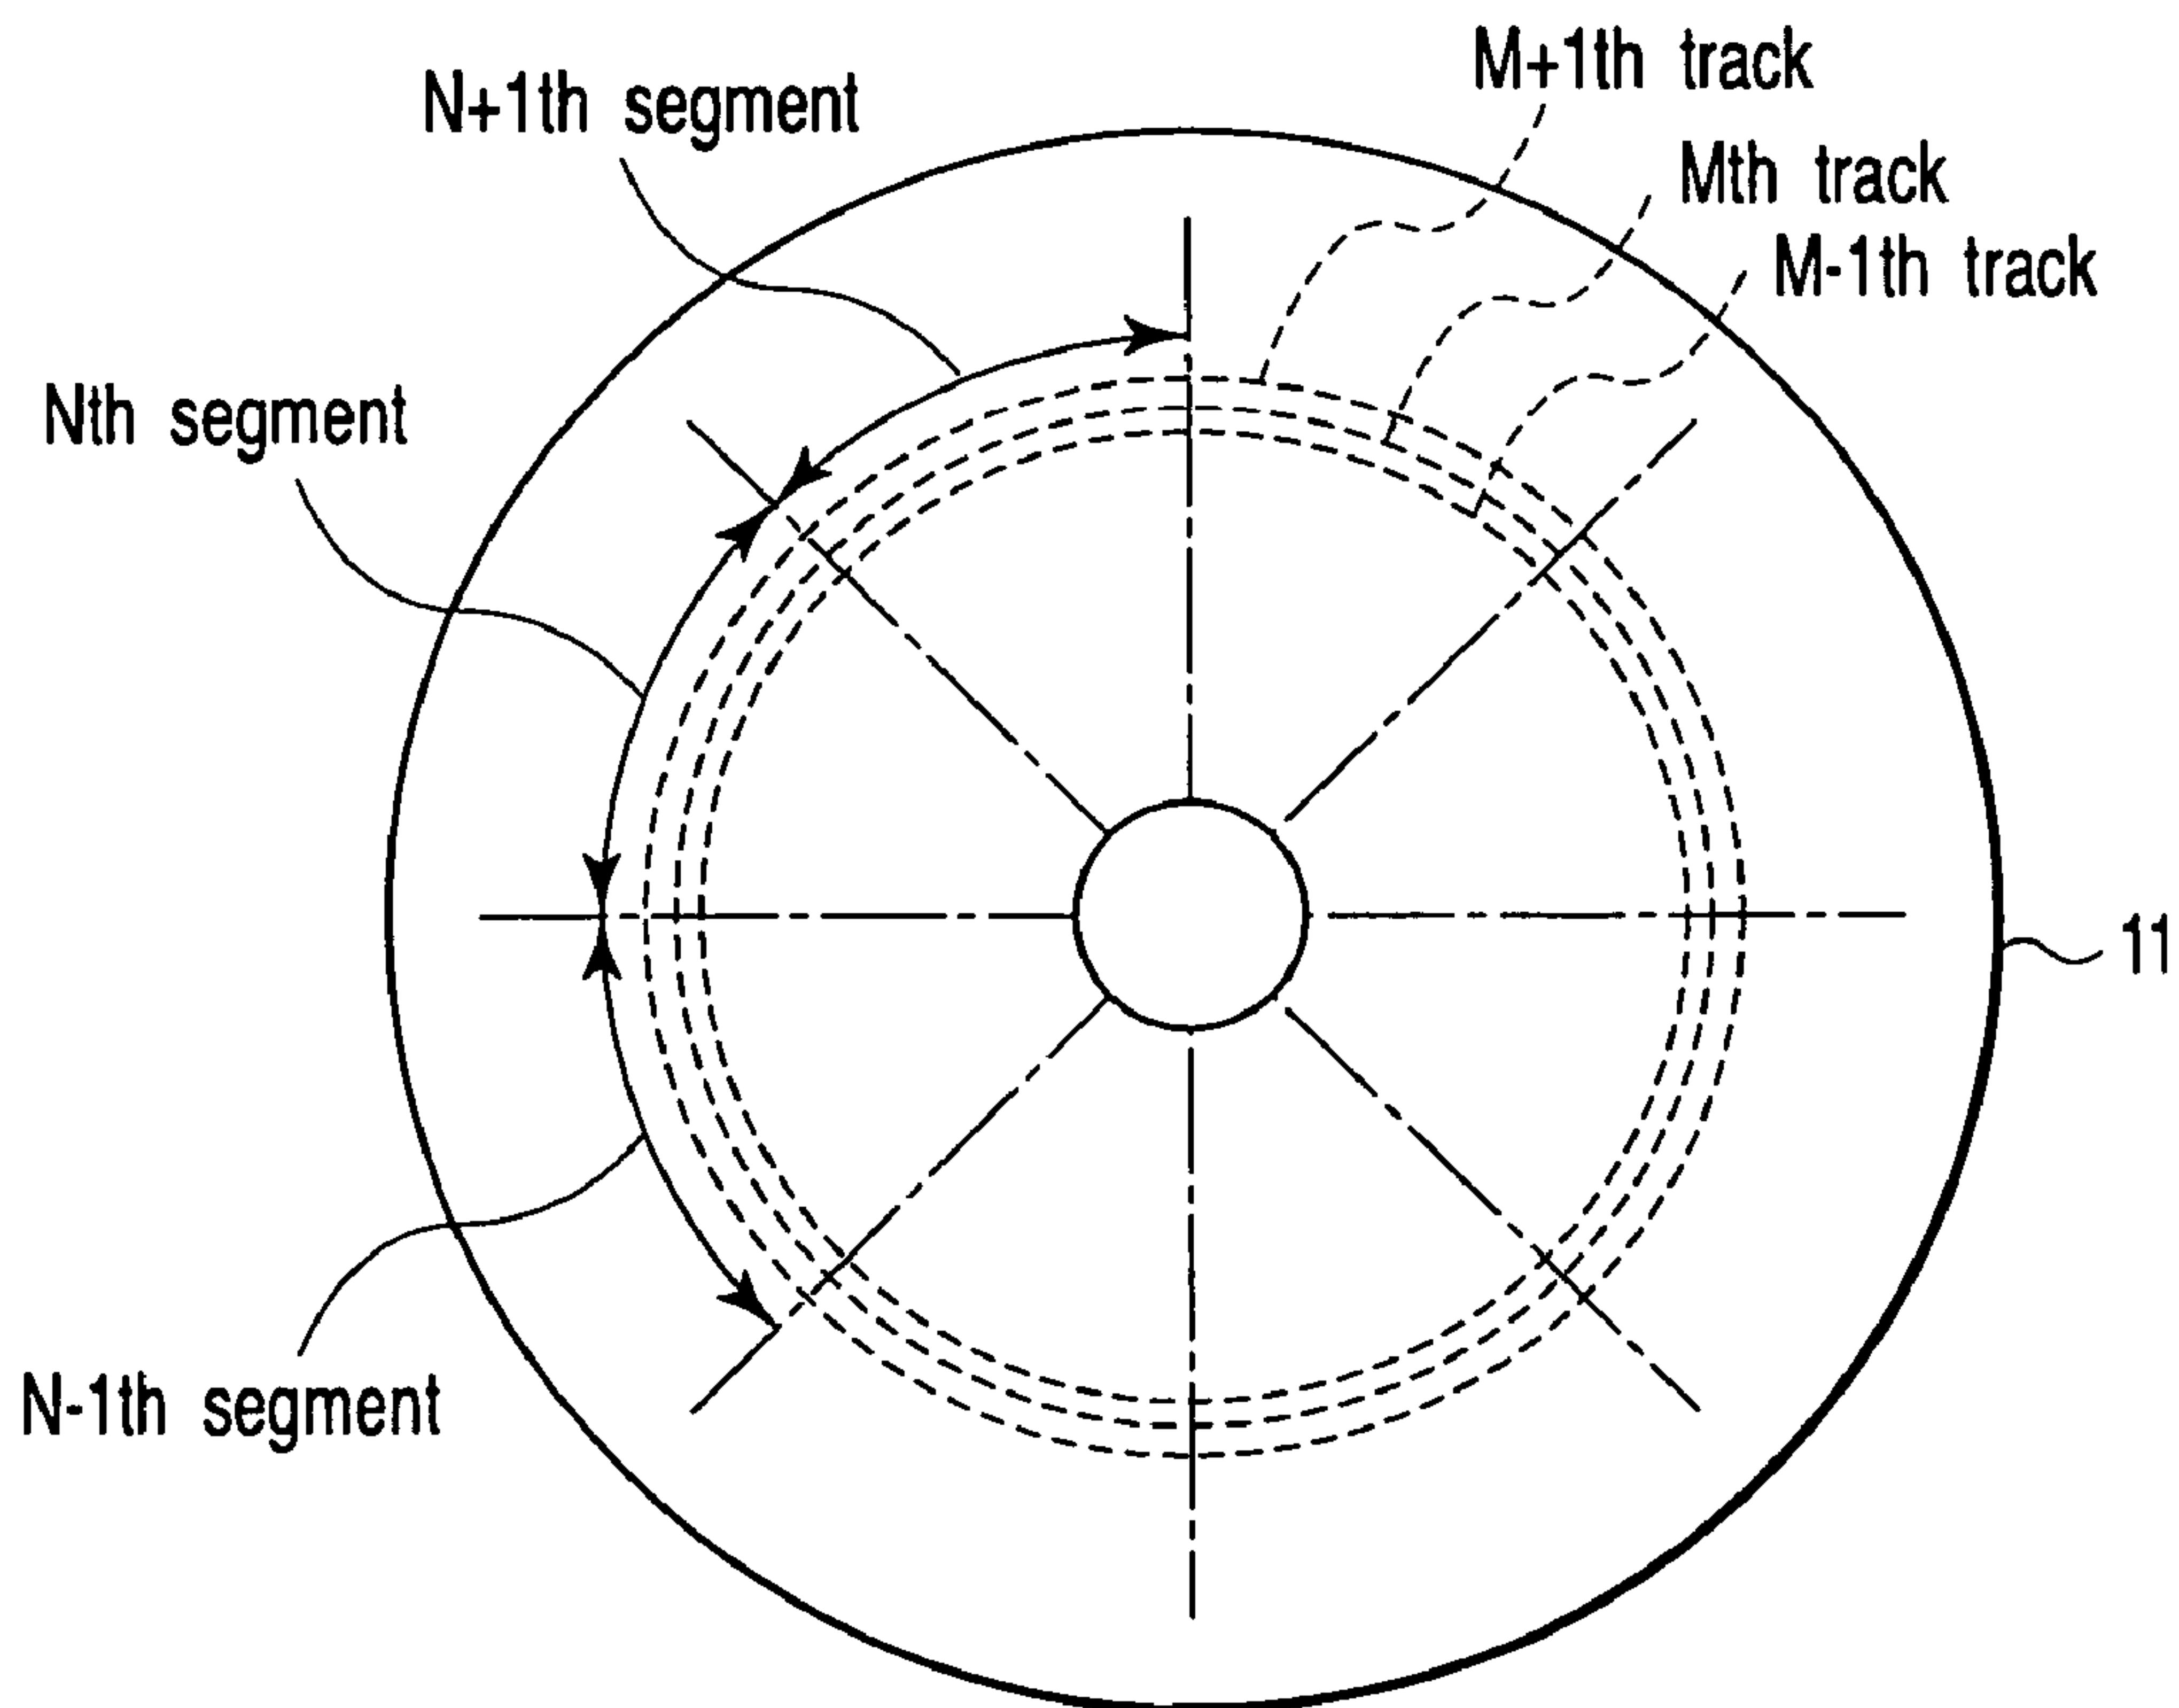 M+1th track
N+1th segment
Mth track
M-1th track
Nth segment
11
N-1th segment